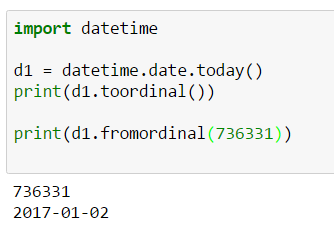 import datetime
d1 = datetime.date.today()
print(d1.toordinal())
print(d1.fromordinal(736331))
736331
2017-01-02